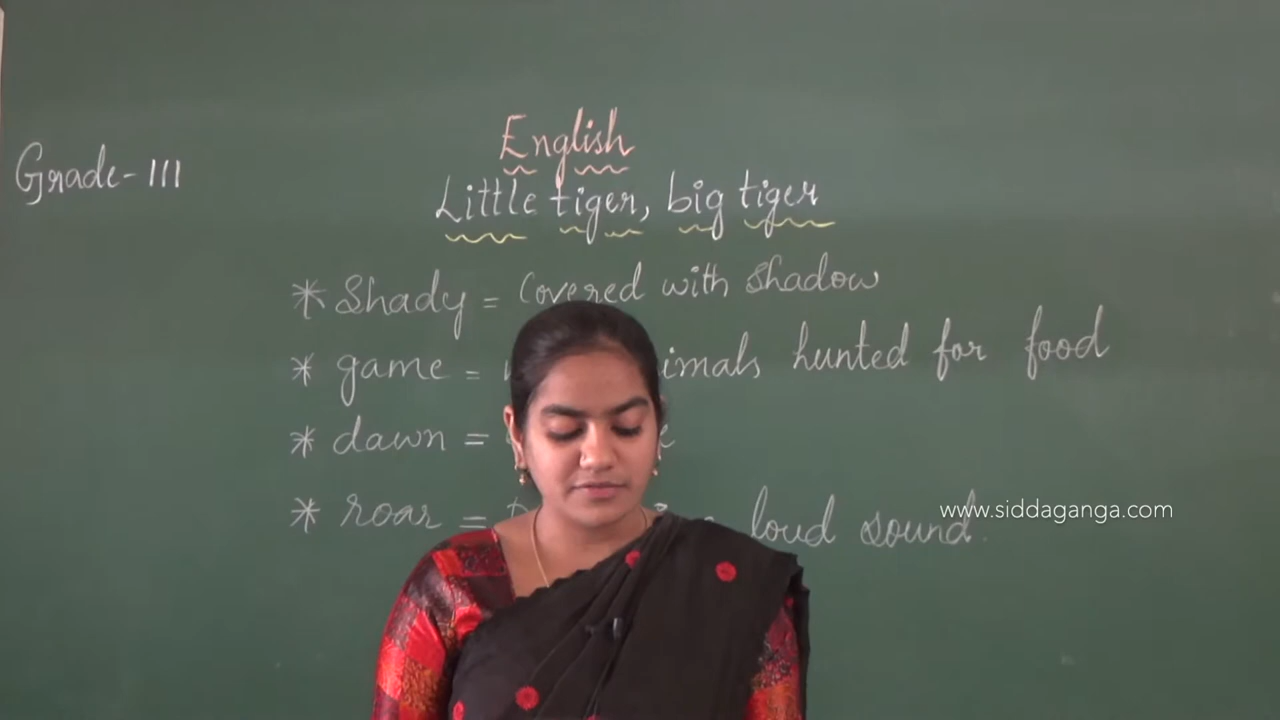 English
Grade-III
Little tiger, big tiger
* Shady = Covered with shadow
* game = hunted for food
* dawn =
* roar = loud sound.
www.siddaganga.com